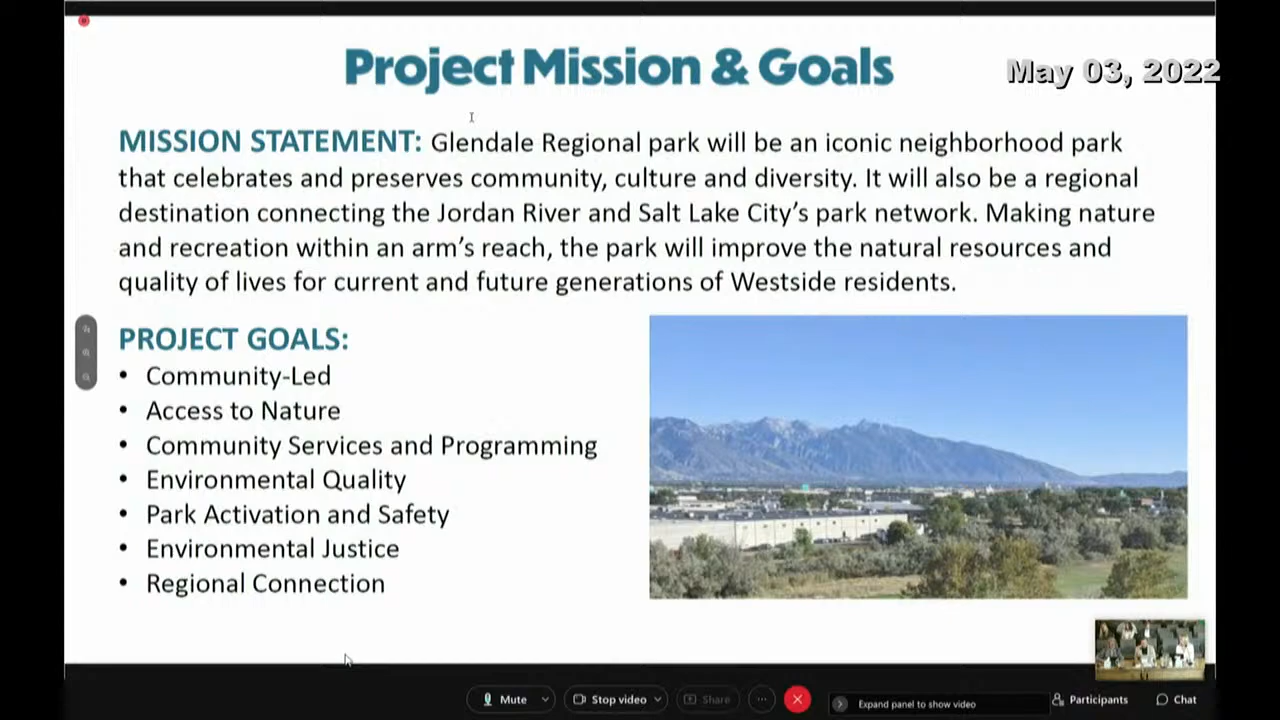 Project Mission & Goals
May 03, 2022
MISSION STATEMENT: Glendale Regional park will be an iconic neighborhood park
that celebrates and preserves community, culture and diversity. It will also be a regional
destination connecting the Jordan River and Salt Lake City's park network. Making nature
and recreation within an arm's reach, the park will improve the natural resources and
quality of lives for current and future generations of Westside residents.
PROJECT GOALS:
• Community-Led
• Access to Nature
• Community Services and Programming
• Environmental Quality
• Park Activation and Safety
• Environmental Justice
• Regional Connection
Mute
Stop video
Share
Expand panel to show video
Participants
Chat